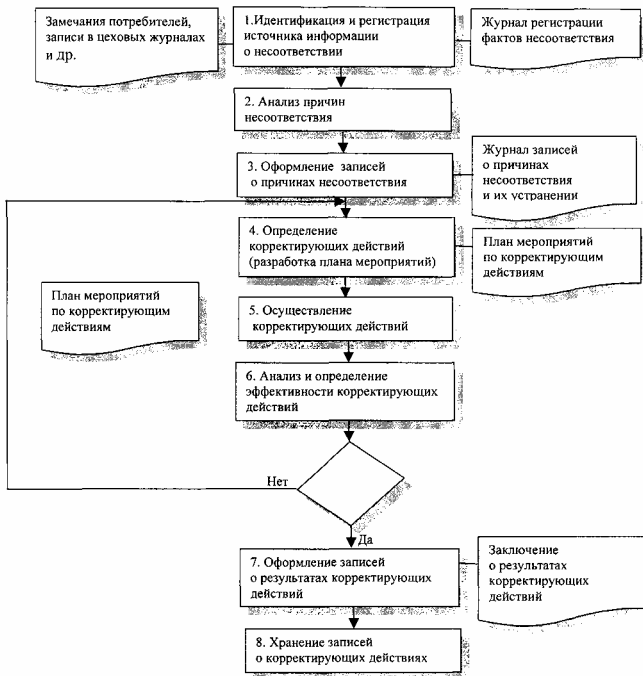 Замечания потребителей,
записи в цеховых журналах
и др.
1.Идентификация и регистрация
источника информации
о несоответствии
Журнал регистрации
фактов несоответствия
2. Анализ причин
несоответствия
3. Оформление записей
о причинах несоответствия
Журнал записей
о причинах
несоответствия
и их устранении
4. Определение
корректирующих действий
(разработка плана мероприятий)
План мероприятий
по корректирующим
действиям
План мероприятий
по корректирующим
действиям
5. Осуществление
корректирующих действий
6. Анализ и определение
эффективности корректирующих
действий
Нет
Да
7. Оформление записей
о результатах корректирующих
действий
Заключение
о результатах
корректирующих
действий
8. Хранение записей
о корректирующих действиях